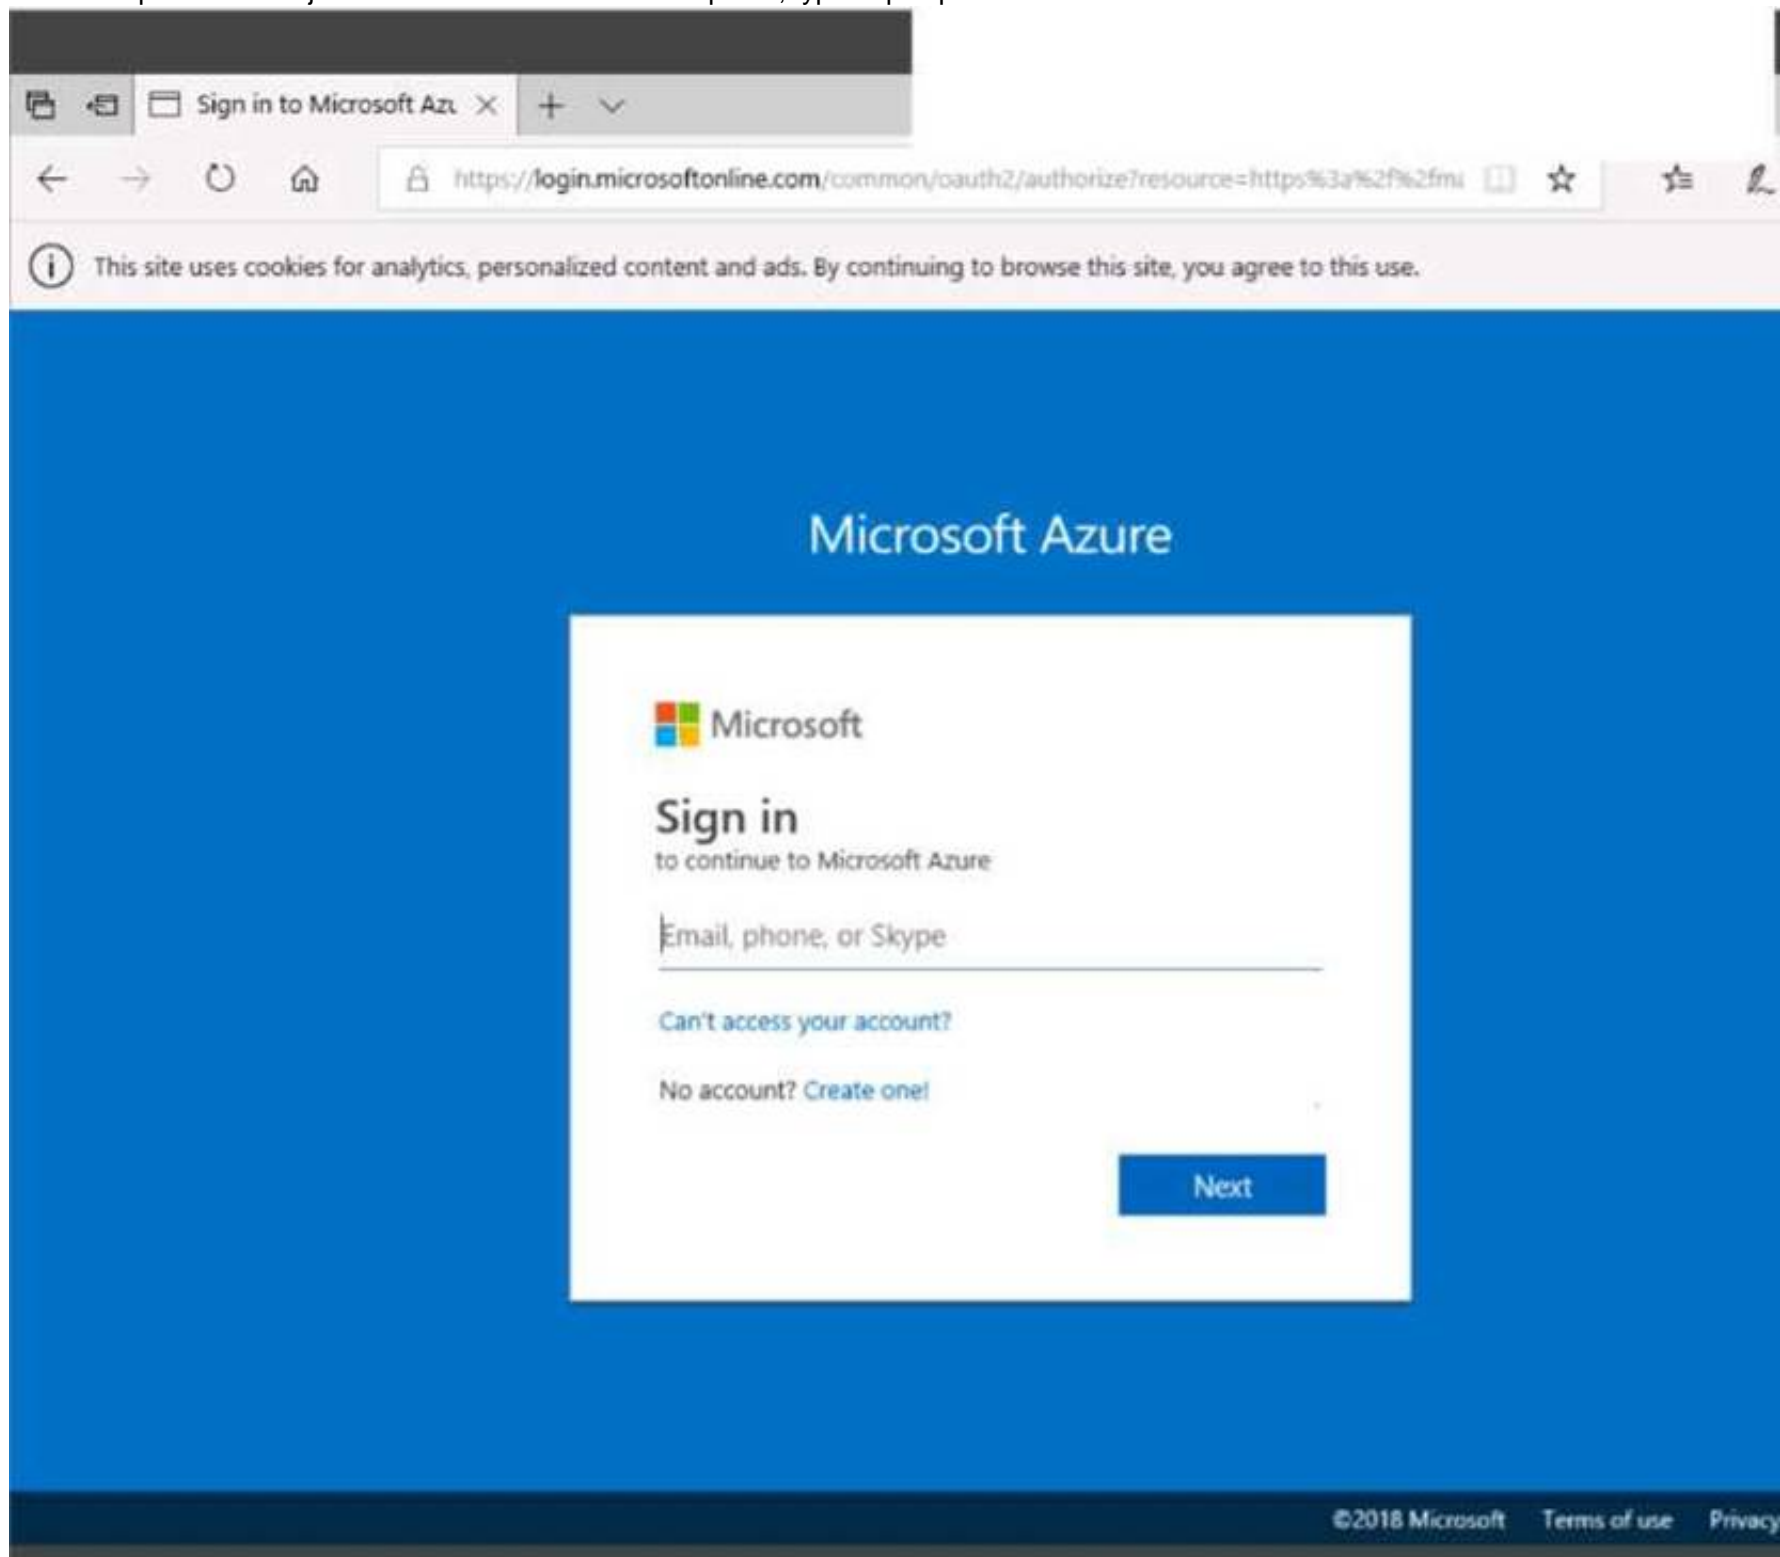 Sign in to Microsoft Azu
https://login.microsoftonline.com/common/oauth2/authorize?resource=https%3a%2f%2fma
This site uses cookies for analytics, personalized content and ads. By continuing to browse this site, you agree to this use.
Microsoft Azure
Microsoft
Sign in
to continue to Microsoft Azure
Email, phone, or Skype
Can't access your account?
No account? Create one!
Next
©2018 Microsoft Terms of use Privacy